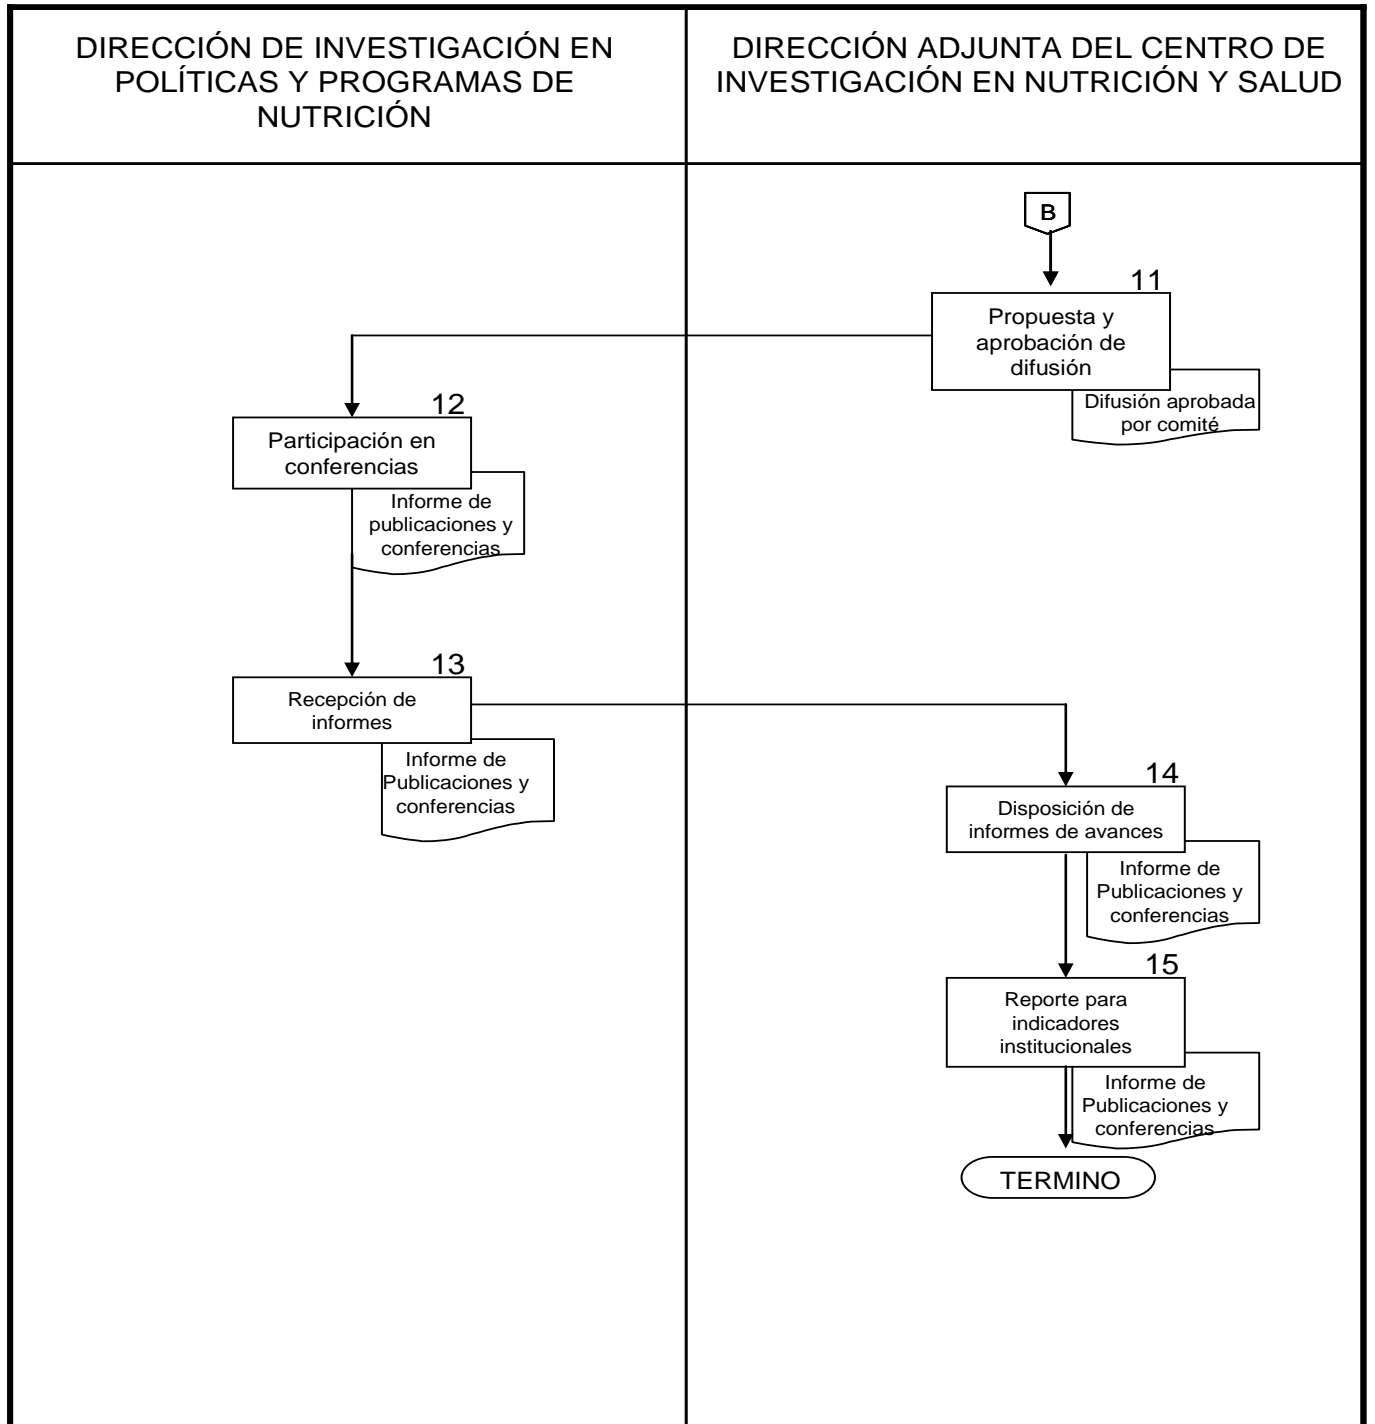 DIRECCIÓN DE INVESTIGACIÓN EN
POLÍTICAS Y PROGRAMAS DE
NUTRICIÓN
DIRECCIÓN ADJUNTA DEL CENTRO DE
INVESTIGACIÓN EN NUTRICIÓN Y SALUD
B
11
Propuesta y
aprobación de
difusión
Difusión aprobada
por comité
12
Participación en
conferencias
Informe de
publicaciones y
conferencias
13
Recepción de
informes
Informe de
Publicaciones y
conferencias
14
Disposición de
informes de avances
Informe de
Publicaciones y
conferencias
15
Reporte para
indicadores
institucionales
Informe de
Publicaciones y
conferencias
TERMINO